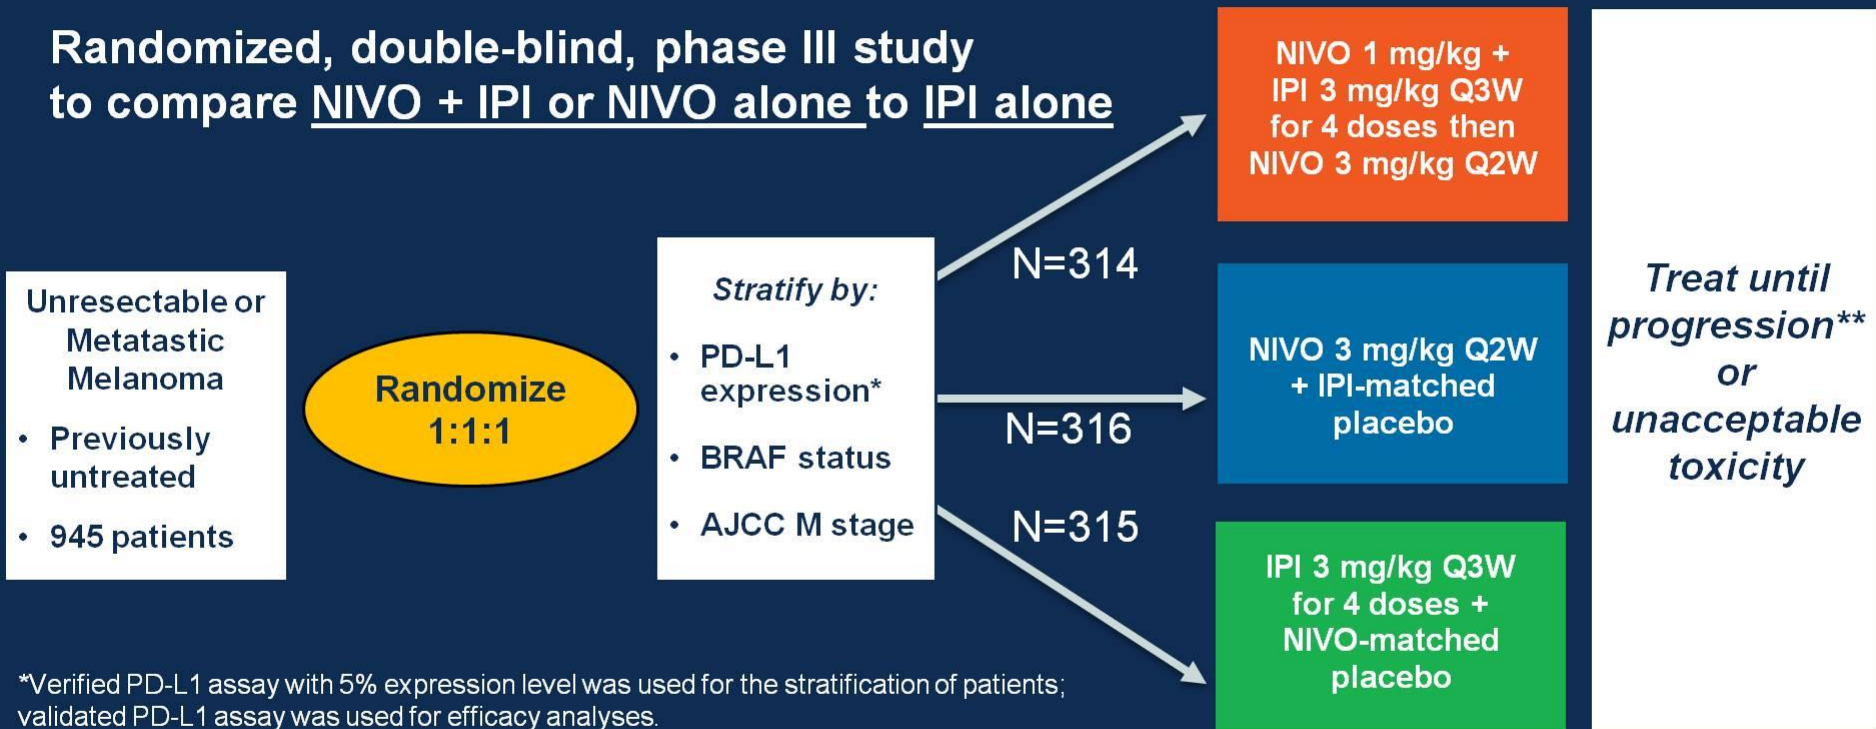 Randomized, double-blind, phase III study
to compare NIVO + IPI or NIVO alone to IPI alone
Unresectable or
Metatastic
Melanoma
• Previously
untreated
• 945 patients
Randomize
1:1:1
Stratify by:
• PD-L1
expression*
• BRAF status
• AJCC M stage
N=314
N=316
N=315
NIVO 1 mg/kg +
IPI 3 mg/kg Q3W
for 4 doses then
NIVO 3 mg/kg Q2W
NIVO 3 mg/kg Q2W
+ IPI-matched
placebo
IPI 3 mg/kg Q3W
for 4 doses +
NIVO-matched
placebo
Treat until
progression**
or
unacceptable
toxicity
*Verified PD-L1 assay with 5% expression level was used for the stratification of patients;
validated PD-L1 assay was used for efficacy analyses.